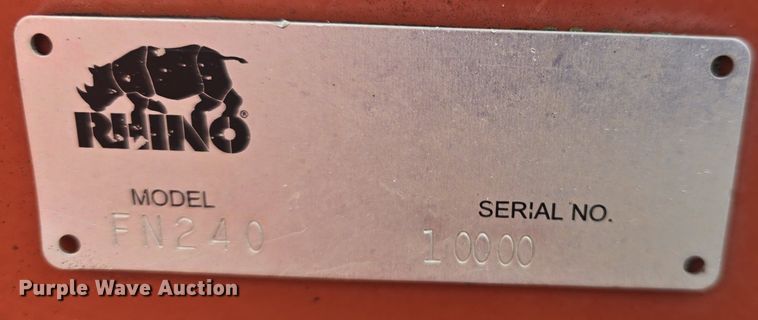 RHINO®
MODEL
FN240
SERIAL NO.
10000
Purple Wave Auction